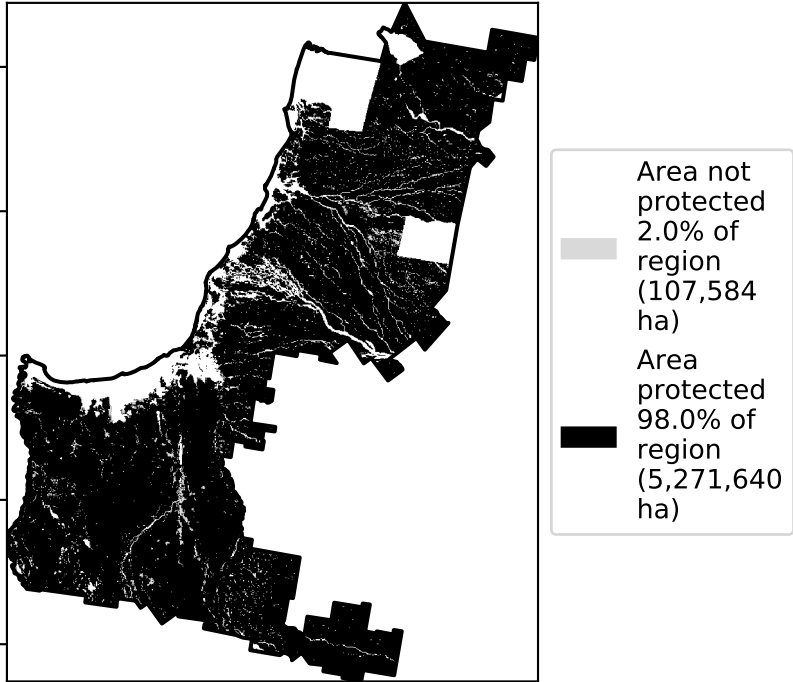 Area not
protected
2.0% of
region
(107,584
ha)
Area
protected
98.0% of
region
(5,271,640
ha)